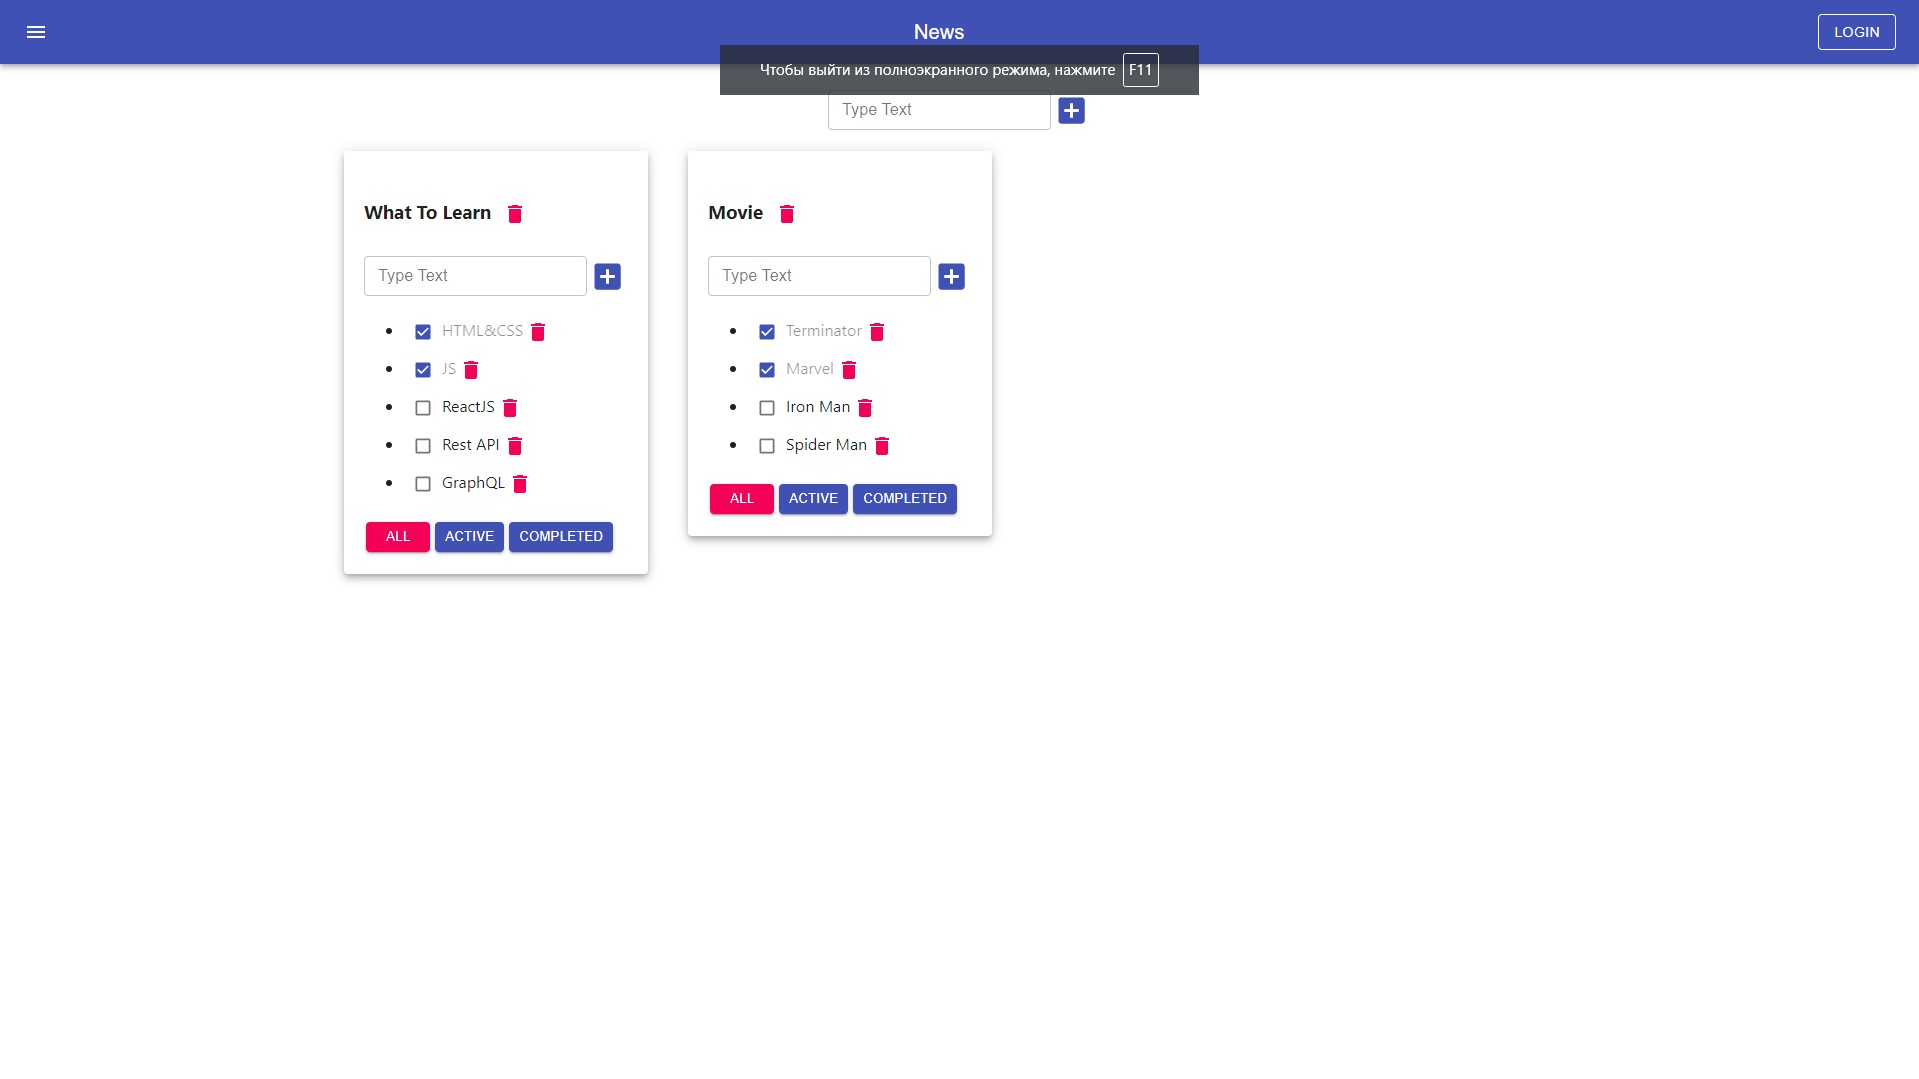 News
LOGIN
Чтобы выйти из полноэкранного режима, нажмите F11
Type Text
What To Learn
Type Text
HTML&CSS
JS
ReactJS
Rest API
GraphQL
ALL ACTIVE COMPLETED
Movie
Type Text
Terminator
Marvel
Iron Man
Spider Man
ALL ACTIVE COMPLETED